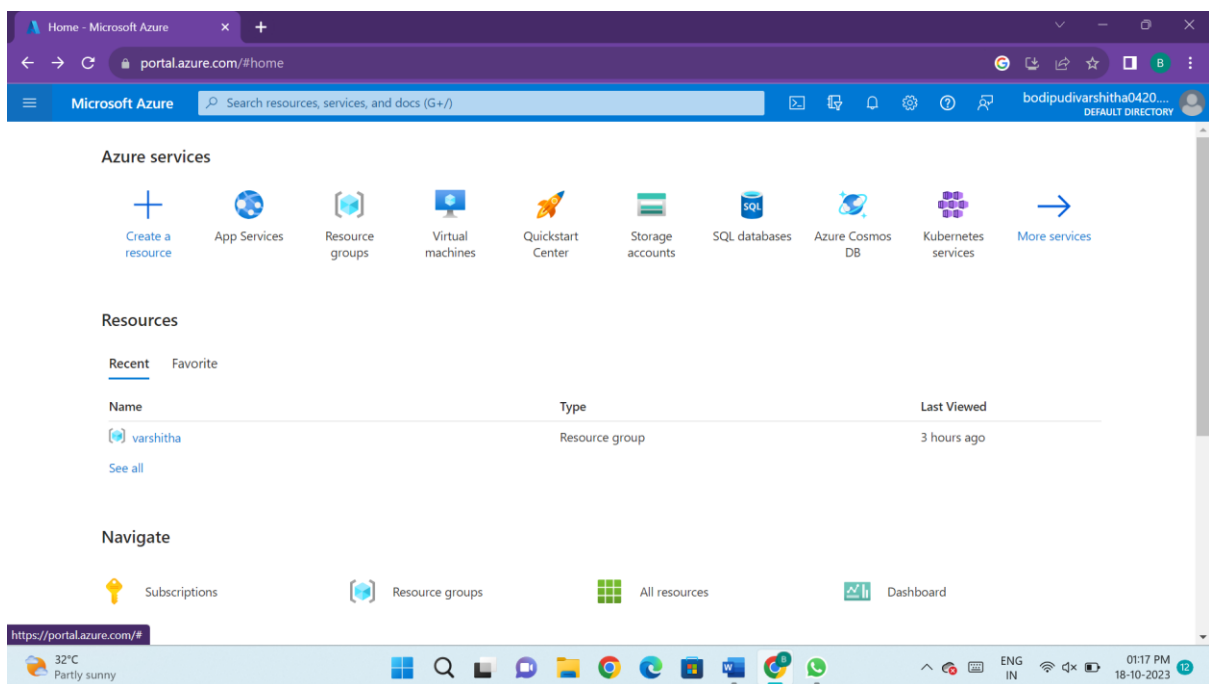 Home - Microsoft Azure
portal.azure.com/#home
B
Microsoft Azure
Search resources, services, and docs (G+/)
bodipudivarshitha0420....
DEFAULT DIRECTORY
Azure services
Create a
resource
App Services
Resource
groups
Virtual
machines
Quickstart
Center
Storage
accounts
SQL
SQL databases
Azure Cosmos
DB
Kubernetes
services
More services
Resources
Recent
Favorite
Name Type Last Viewed
varshitha Resource group 3 hours ago
See all
Navigate
Subscriptions
Resource groups
All resources
Dashboard
https://portal.azure.com/#
32°C
Partly sunny
ENG
IN
01:17 PM
18-10-2023
12